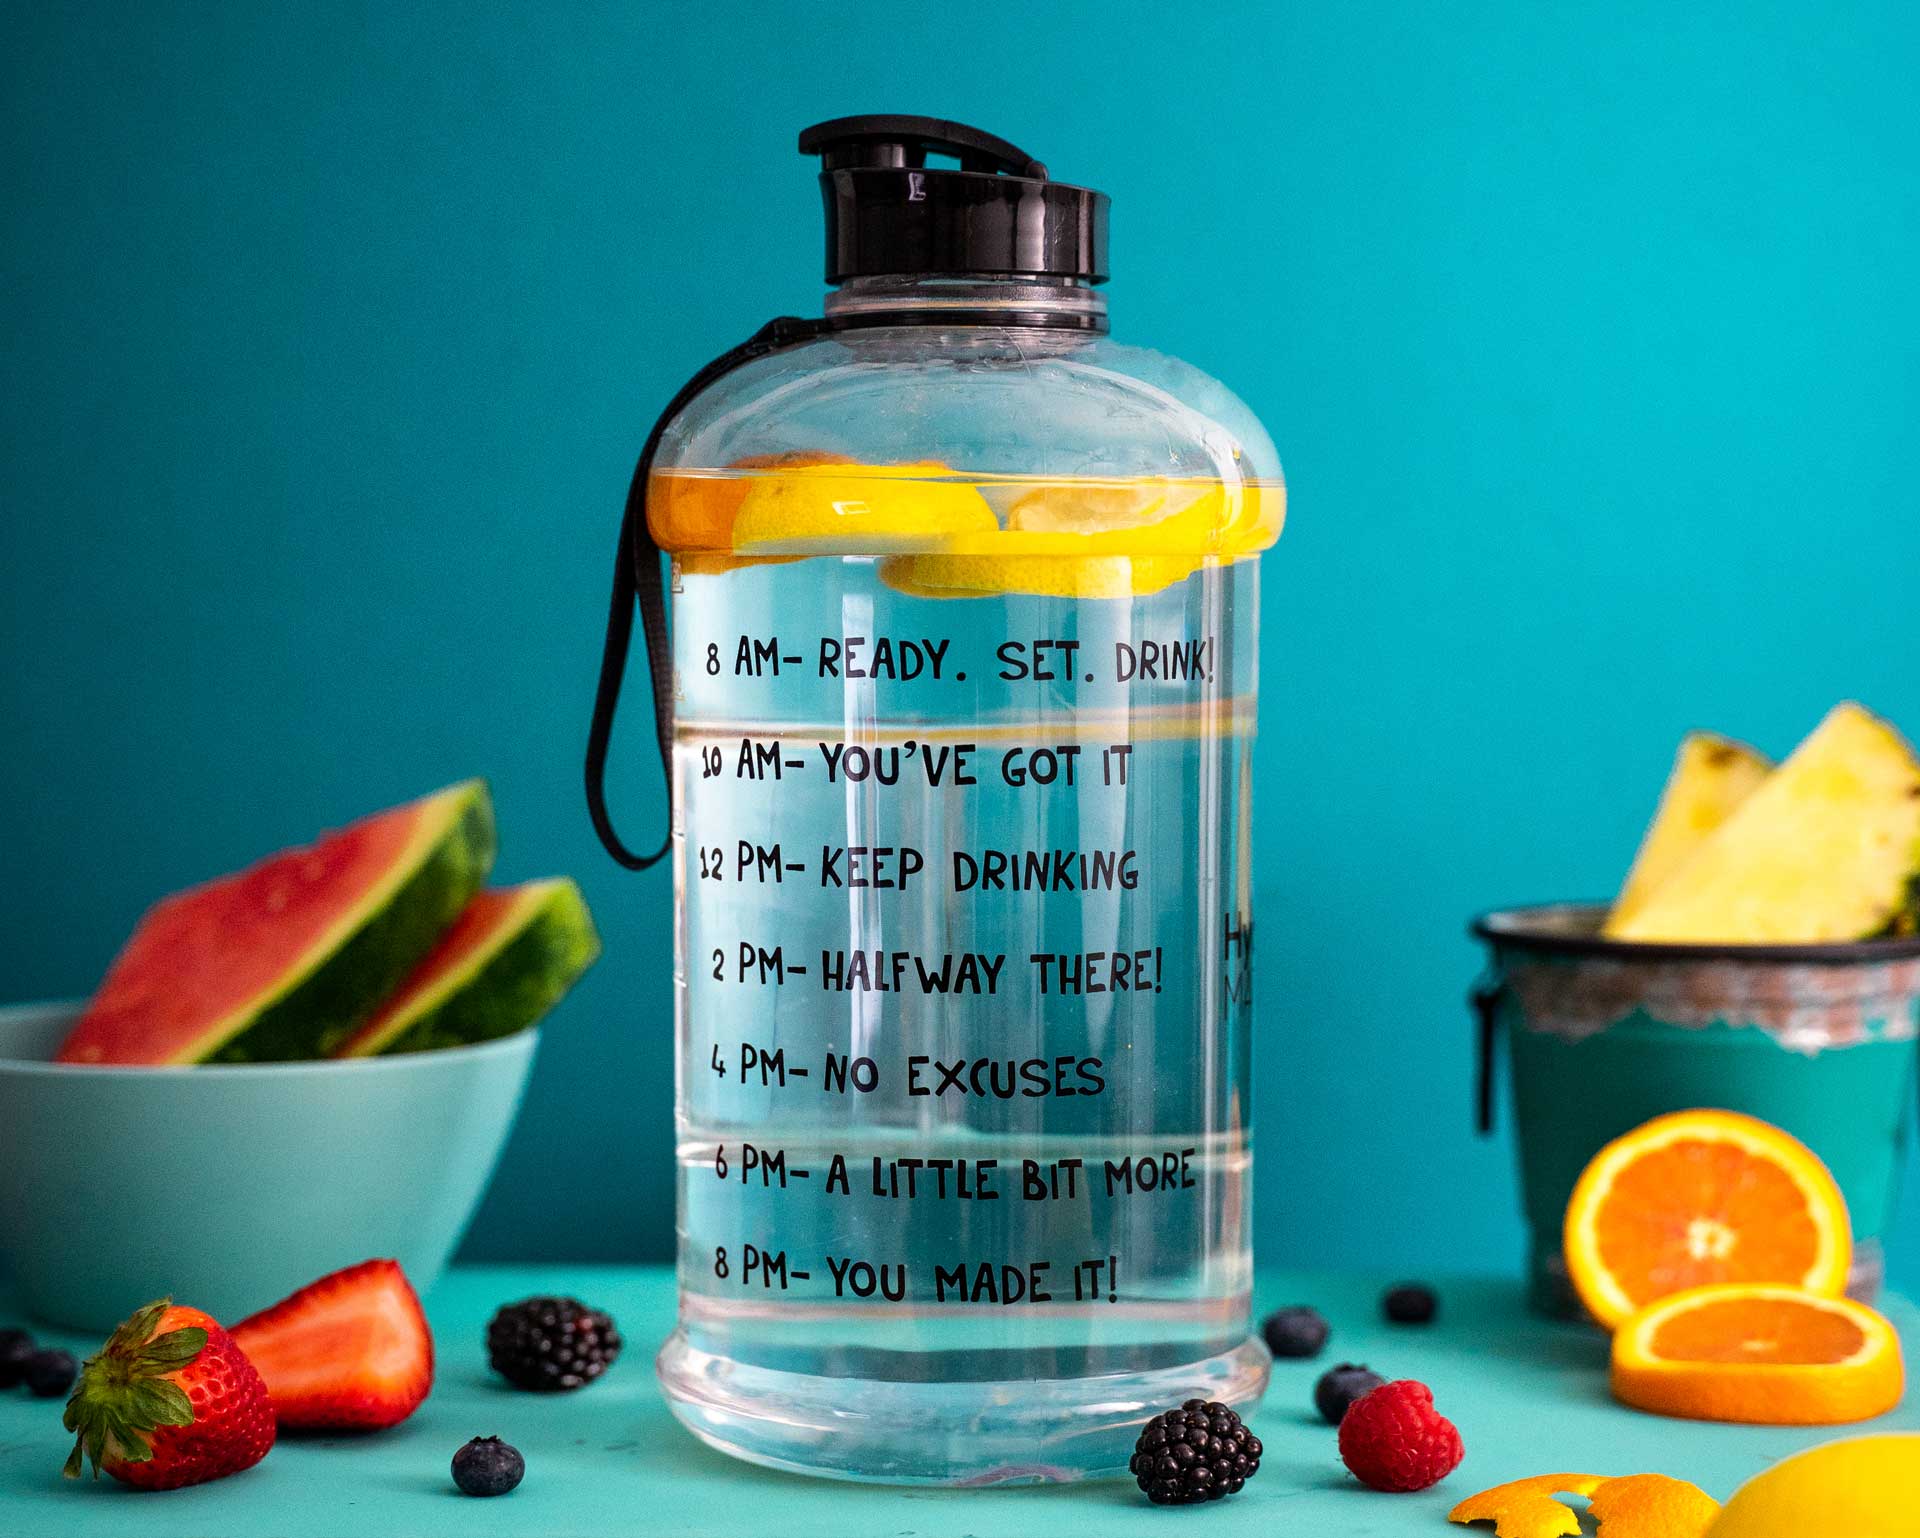 8 AM- READY. SET. DRINK!
10 AM- YOU'VE GOT IT
12 PM- KEEP DRINKING
2 PM- HALFWAY THERE!
4 PM- NO EXCUSES
6 PM- A LITTLE BIT MORE
8 PM- YOU MADE IT!